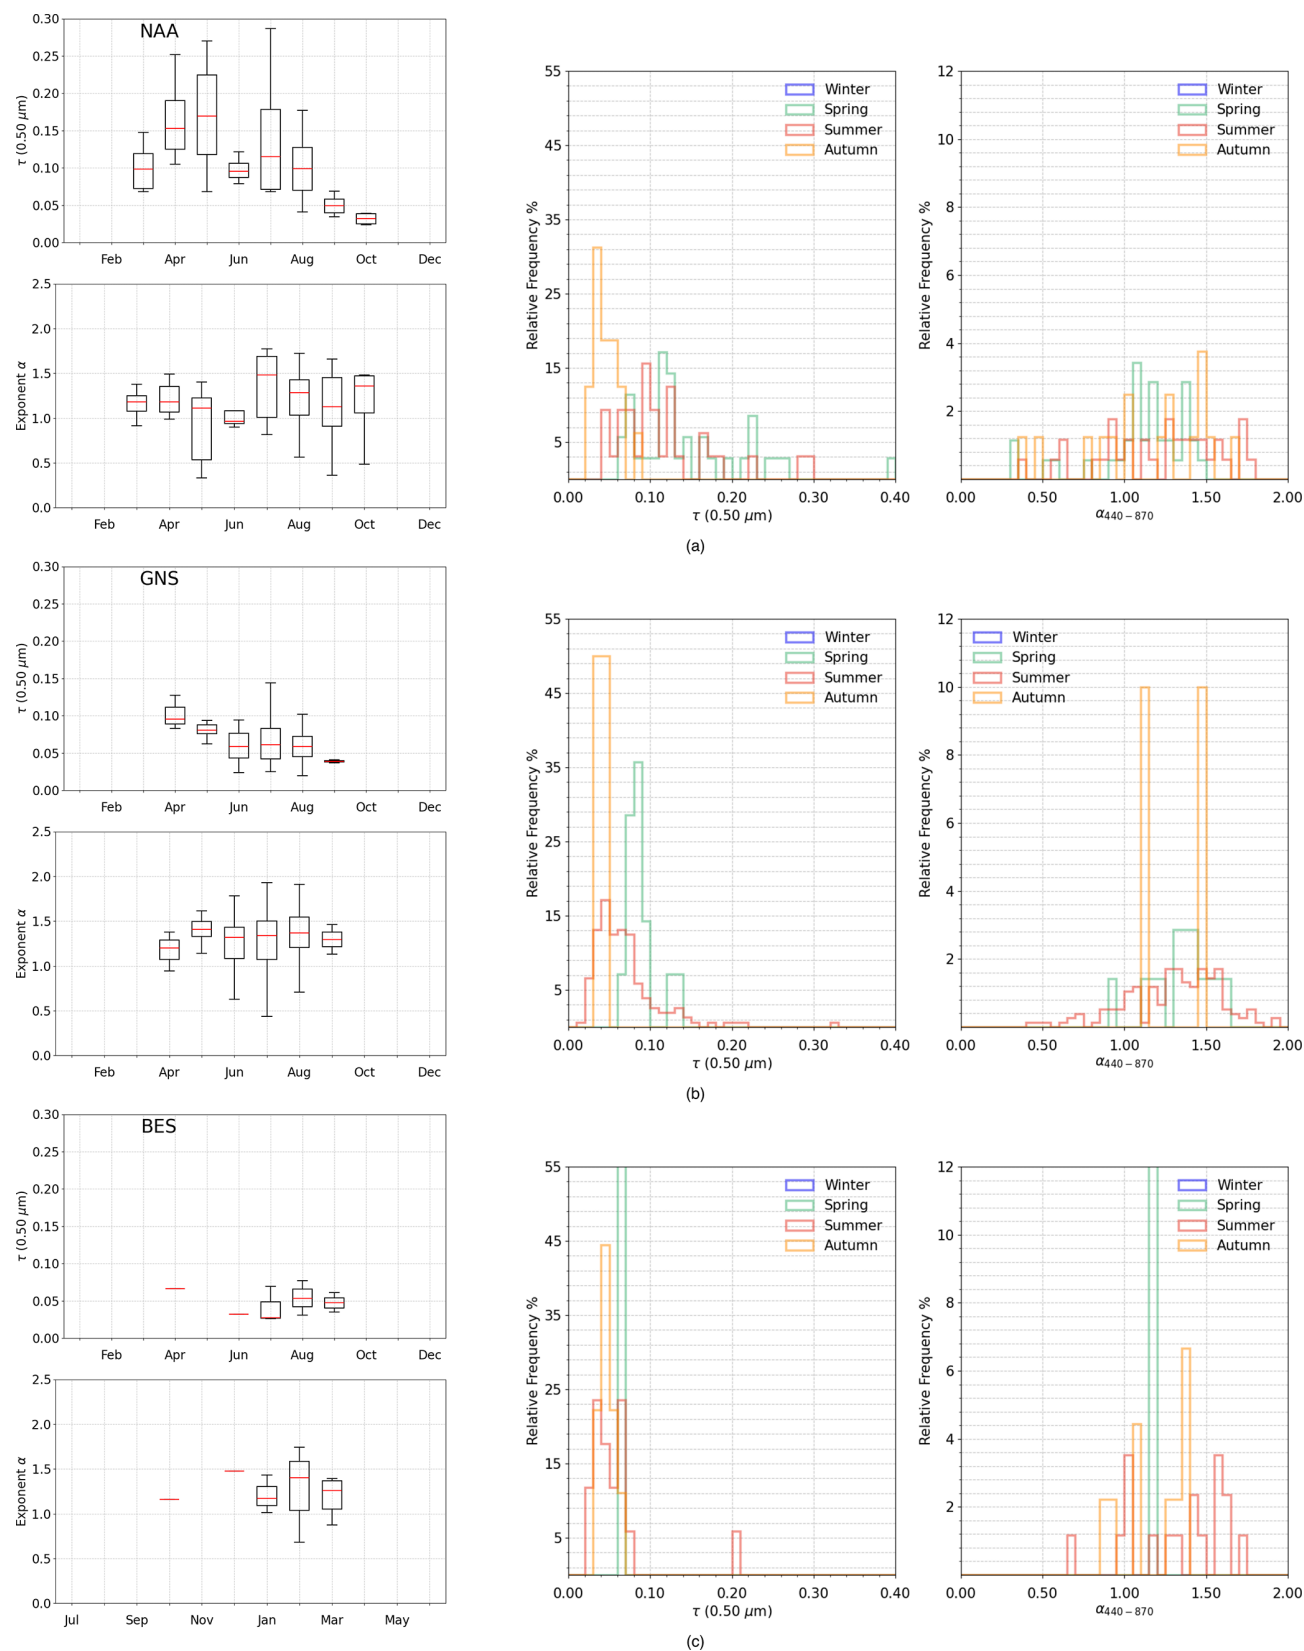 NAA
0.30
0.25
0.20
0.15
0.10
0.05
0.00
τ (0.50 μm)
Feb Apr Jun Aug Oct Dec
2.5
2.0
1.5
1.0
0.5
0.0
Exponent α
Feb Apr Jun Aug Oct Dec
55
45
35
25
15
5
Relative Frequency %
Winter
Spring
Summer
Autumn
0.00 0.10 0.20 0.30 0.40
τ (0.50 μm)
12
10
8
6
4
2
Relative Frequency %
Winter
Spring
Summer
Autumn
0.00 0.50 1.00 1.50 2.00
α440−870
(a)
GNS
0.30
0.25
0.20
0.15
0.10
0.05
0.00
τ (0.50 μm)
Feb Apr Jun Aug Oct Dec
2.5
2.0
1.5
1.0
0.5
0.0
Exponent α
Feb Apr Jun Aug Oct Dec
55
45
35
25
15
5
Relative Frequency %
Winter
Spring
Summer
Autumn
0.00 0.10 0.20 0.30 0.40
τ (0.50 μm)
12
10
8
6
4
2
Relative Frequency %
Winter
Spring
Summer
Autumn
0.00 0.50 1.00 1.50 2.00
α440−870
(b)
BES
0.30
0.25
0.20
0.15
0.10
0.05
0.00
τ (0.50 μm)
Feb Apr Jun Aug Oct Dec
2.5
2.0
1.5
1.0
0.5
0.0
Exponent α
Jul Sep Nov Jan Mar May
55
45
35
25
15
5
Relative Frequency %
Winter
Spring
Summer
Autumn
0.00 0.10 0.20 0.30 0.40
τ (0.50 μm)
12
10
8
6
4
2
Relative Frequency %
Winter
Spring
Summer
Autumn
0.00 0.50 1.00 1.50 2.00
α440−870
(c)